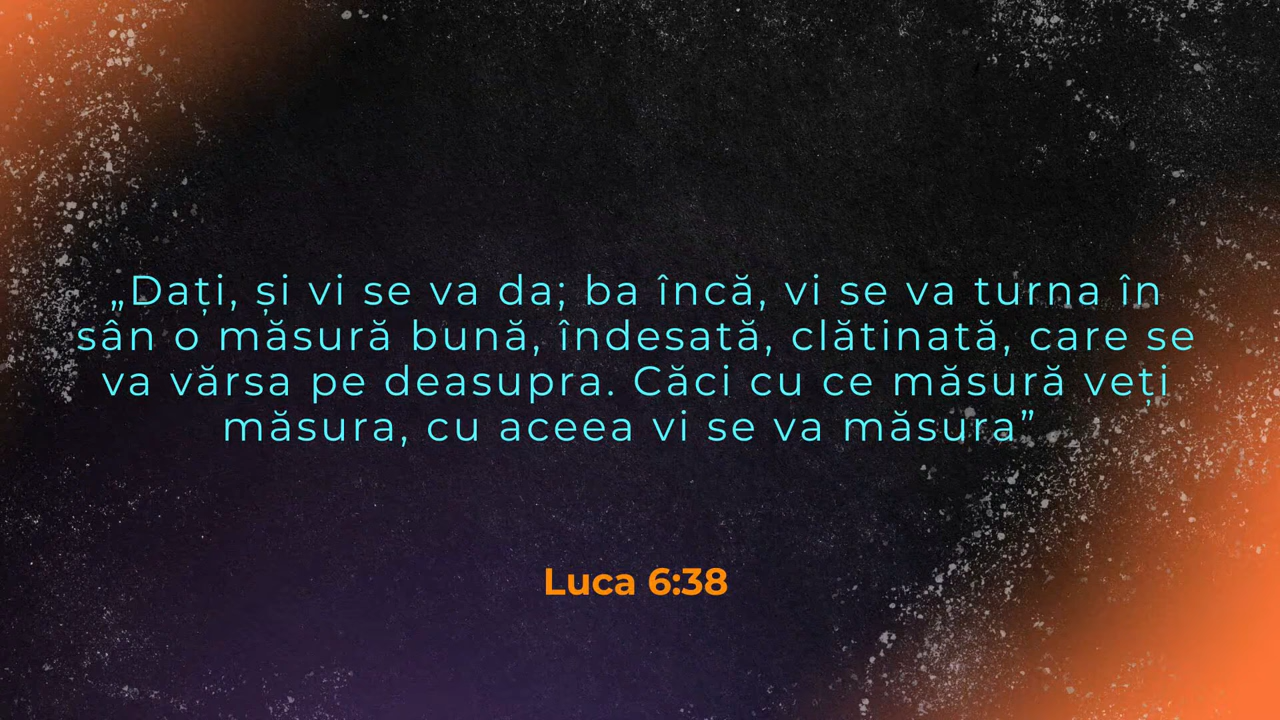 „Dați, și vi se va da; ba încă, vi se va turna în
sân o măsură bună, îndesată, clătinată, care se
va vărsa pe deasupra. Căci cu ce măsură veți
măsura, cu aceea vi se va măsura”
Luca 6:38